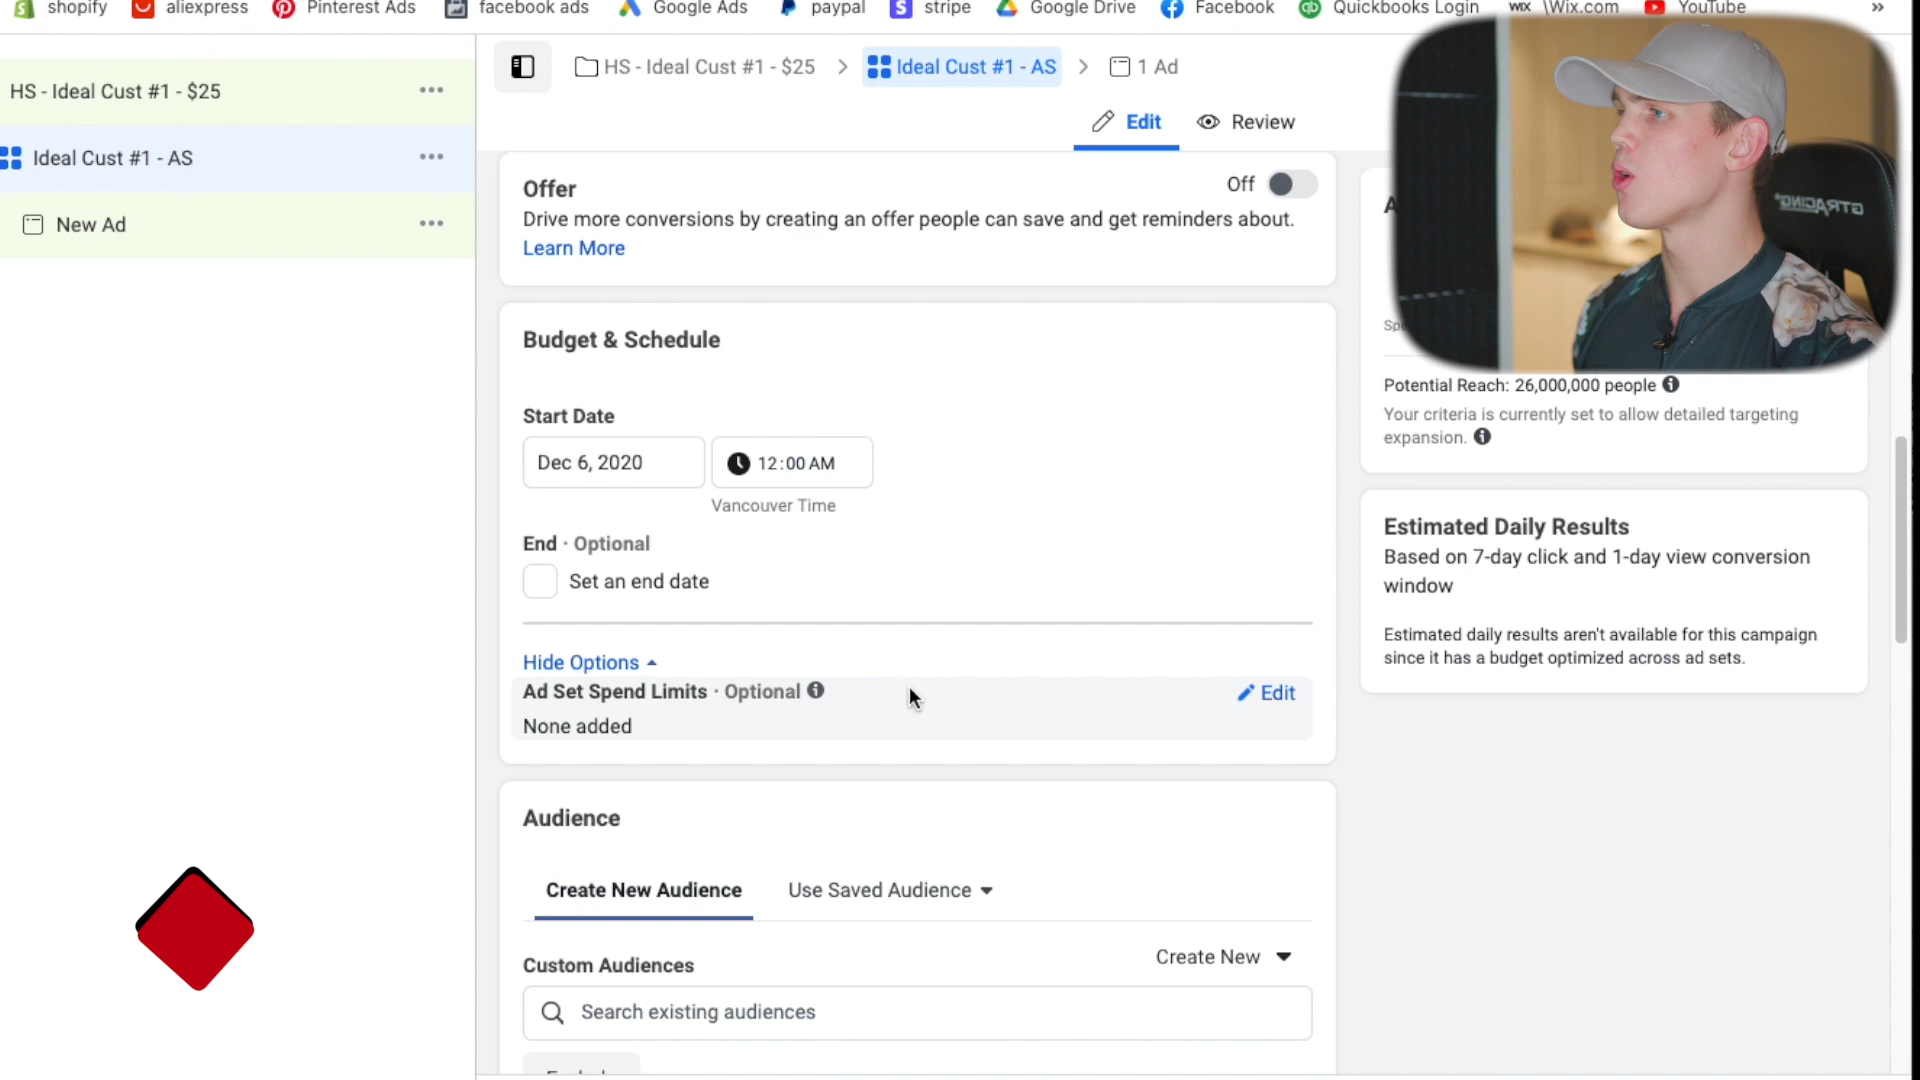 shopify aliexpress Pinterest Ads facebook ads Google Ads paypal stripe Google Drive Facebook Quickbooks Login WIX \Wix.com YouTube »
HS - Ideal Cust #1 - $25 ...
Ideal Cust #1 - AS ...
New Ad ...
HS - Ideal Cust #1 - $25 > Ideal Cust #1 - AS > 1 Ad
Edit Review
Offer
Off
Drive more conversions by creating an offer people can save and get reminders about.
Learn More
Budget & Schedule
Start Date
Dec 6, 2020 12:00 AM
Vancouver Time
End · Optional
Set an end date
Hide Options
Ad Set Spend Limits · Optional
Edit
None added
Audience
Create New Audience Use Saved Audience
Custom Audiences
Create New
Search existing audiences
Potential Reach: 26,000,000 people
Your criteria is currently set to allow detailed targeting
expansion.
Estimated Daily Results
Based on 7-day click and 1-day view conversion
window
Estimated daily results aren't available for this campaign
since it has a budget optimized across ad sets.
GTRACING